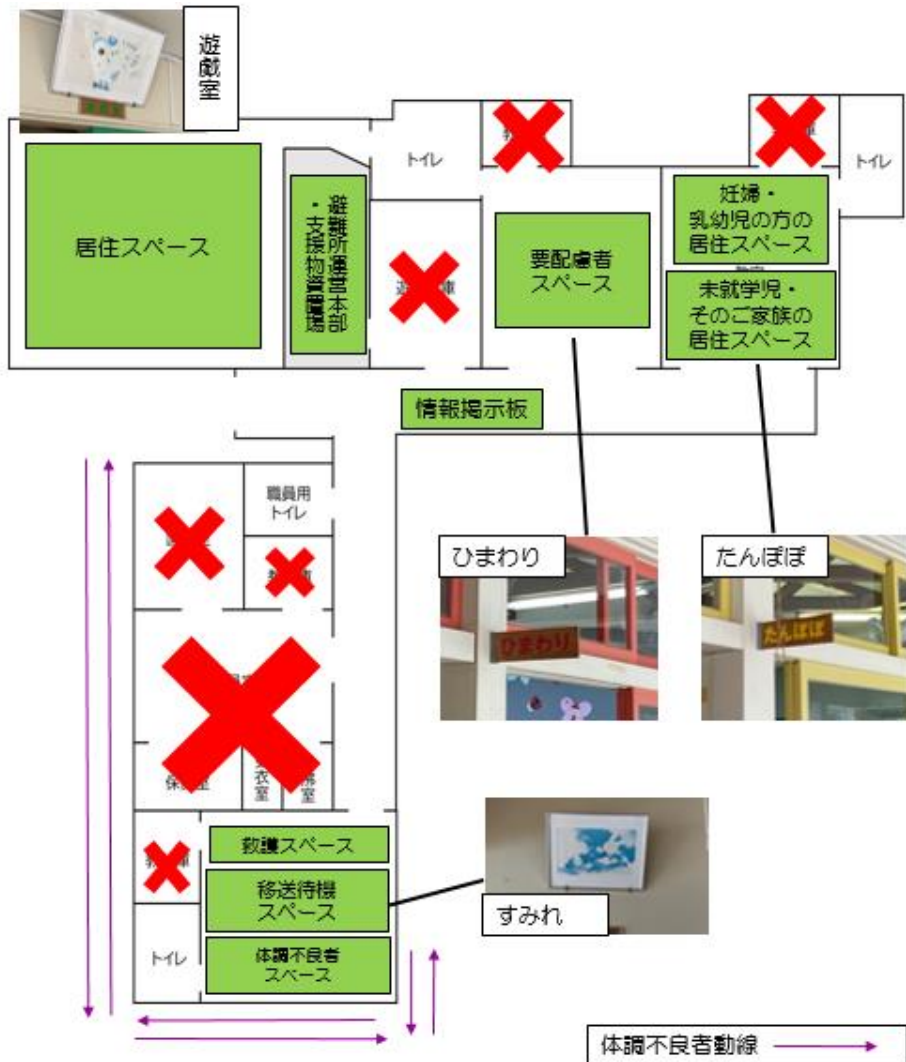 遊戯室
トイレ
トイレ
居住スペース
避難所運営本部
・支援物資置場
要配慮者
スペース
妊婦・
乳幼児の方の
居住スペース
未就学児・
そのご家族の
居住スペース
情報掲示板
職員用
トイレ
ひまわり
ひまわり
たんぽぽ
たんぽぽ
衣
室
室
救護スペース
移送待機
スペース
すみれ
トイレ
体調不良者
スペース
体調不良者動線